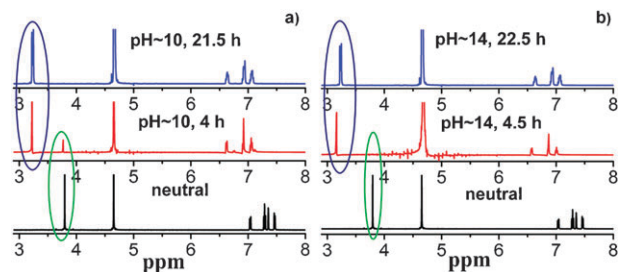 a)
pH~10, 21.5 h
3 4 5 6 7 8
pH~10, 4 h
3 4 5 6 7 8
neutral
3 4 5 6 7 8
ppm
b)
pH~14, 22.5 h
3 4 5 6 7 8
pH~14, 4.5 h
3 4 5 6 7 8
neutral
3 4 5 6 7 8
ppm